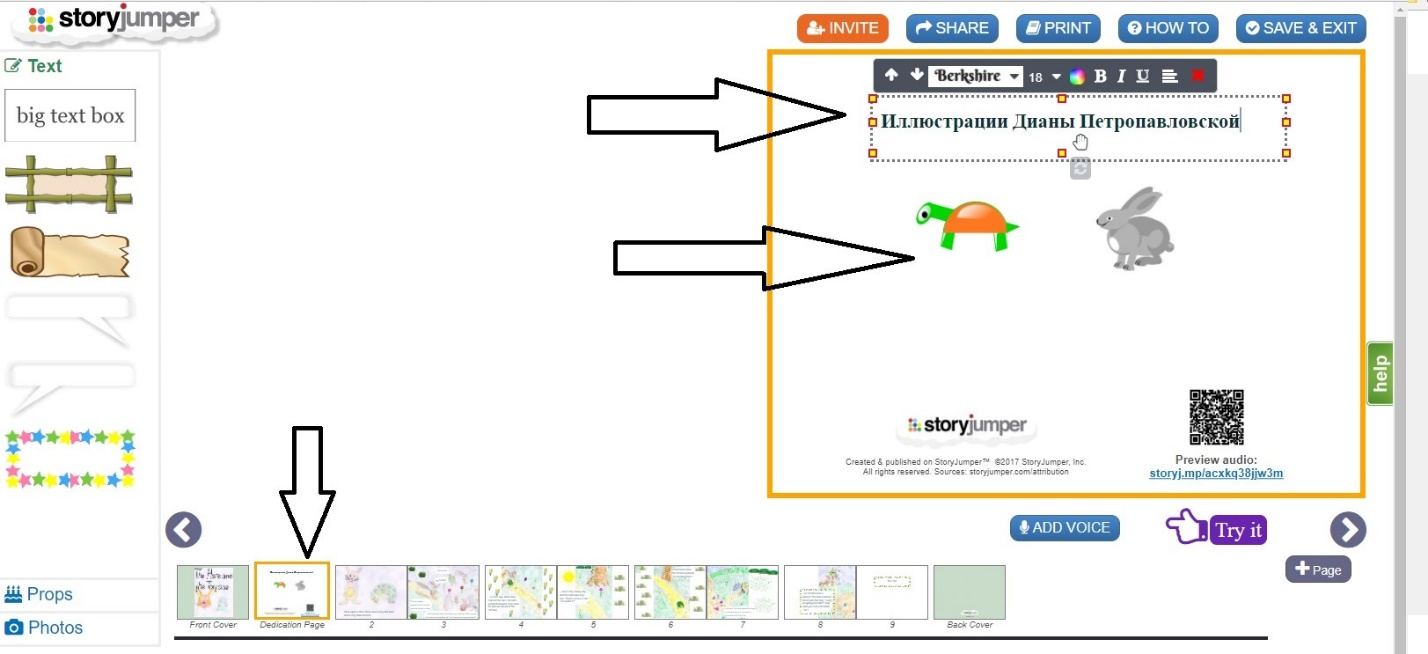 storyjumper
INVITE
SHARE
PRINT
HOW TO
SAVE & EXIT
Text
big text box
Berkshire
18
B I U
Иллюстрации Дианы Петропавловской
help
storyjumper
Created & published on StoryJumper™ ©2017 StoryJumper, Inc.
All rights reserved. Sources: storyjumper.com/attribution
Preview audio:
storyj.mp/acxkq38jjw3m
ADD VOICE
Try it
Page
Props
Photos
The Hare and
Front Cover
Dedication Page
2
3
4
5
6
7
8
9
Back Cover